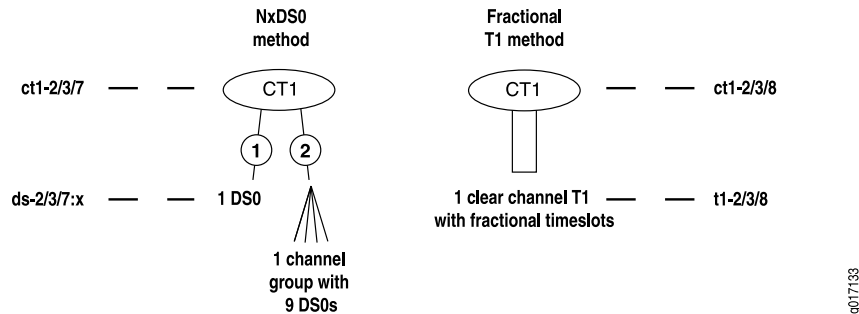 NxDS0
method
Fractional
T1 method
ct1-2/3/7
CT1
CT1
ct1-2/3/8
1
2
ds-2/3/7:x
1 DS0
1 clear channel T1
with fractional timeslots
t1-2/3/8
1 channel
group with
9 DS0s
g017133